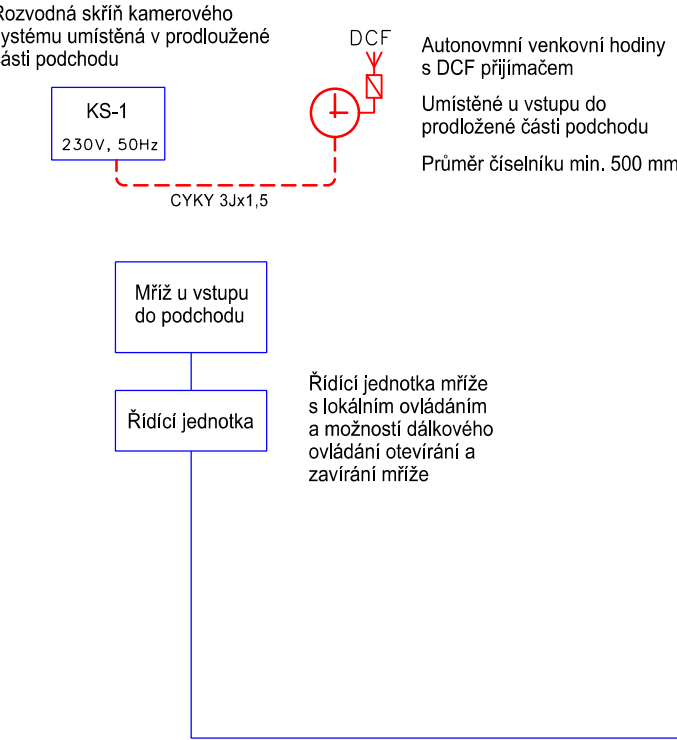 Rozvodná skříň kamerového
systému umístěná v prodloužené
části podchodu
KS-1
230V, 50Hz
CYKY 3Jx1,5
DCF
Autonovmní venkovní hodiny
s DCF přijímačem
Umístěné u vstupu do
prodložené části podchodu
Průměr číselníku min. 500 mm
Mříž u vstupu
do podchodu
Řídící jednotka
Řídící jednotka mříže
s lokálním ovládáním
a možností dálkového
ovládání otevírání a
zavírání mříže